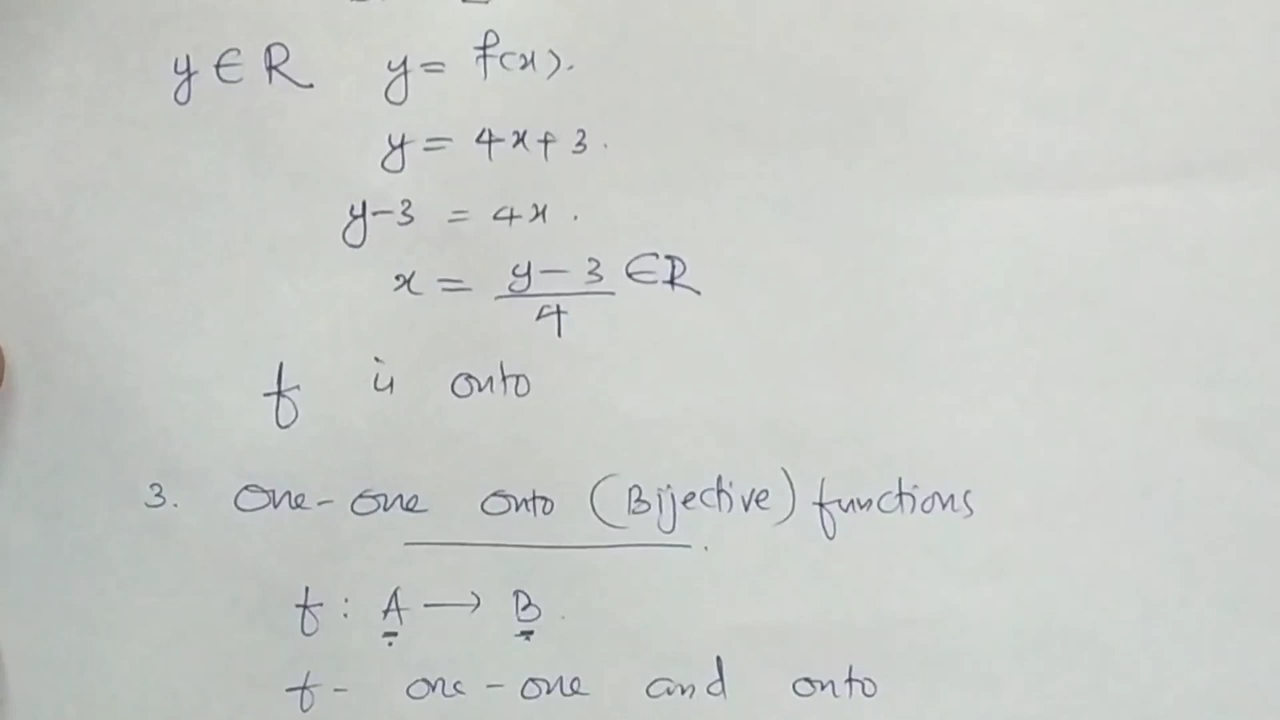 y ∈ R y = f(x).
y = 4x + 3.
y - 3 = 4x.
x = (y - 3)/4 ∈ R
f is onto
3. One-one onto (Bijective) functions
f : A → B.
f - one-one and onto